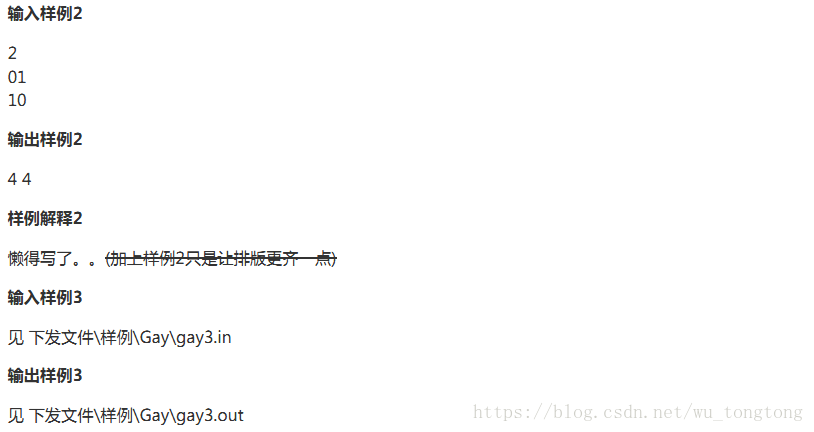 输入样例2
2
01
10
输出样例2
4 4
样例解释2
懒得写了。。(加上样例2只是让排版更齐一点)
输入样例3
见 下发文件\样例\Gay\gay3.in
输出样例3
见 下发文件\样例\Gay\gay3.out
https://blog.csdn.net/wu_tongtong